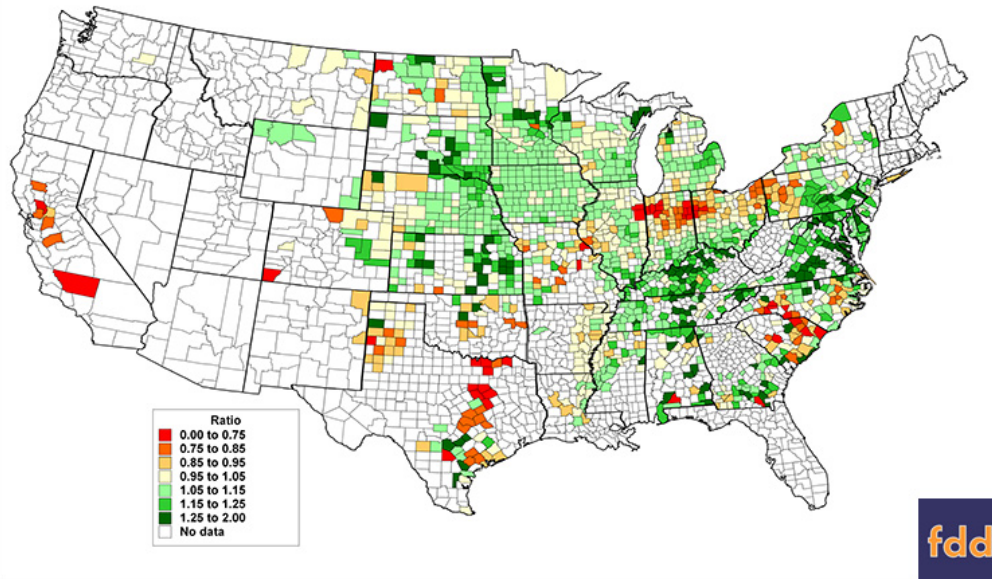 Ratio
0.00 to 0.75
0.75 to 0.85
0.85 to 0.95
0.95 to 1.05
1.05 to 1.15
1.15 to 1.25
1.25 to 2.00
No data
fdd